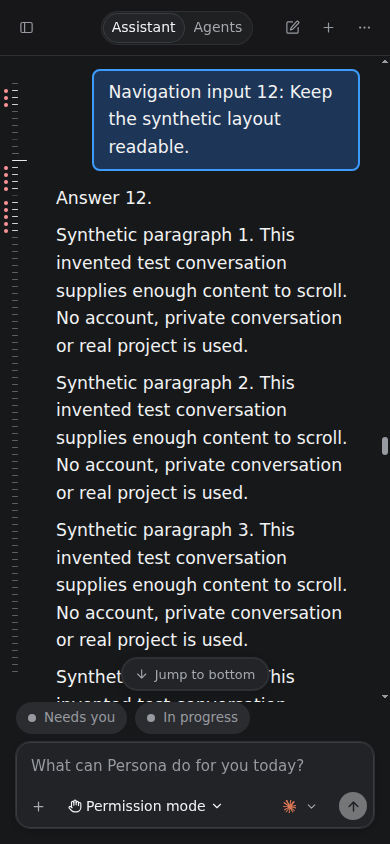 Assistant
Agents
Navigation input 12: Keep
the synthetic layout
readable.
Answer 12.
Synthetic paragraph 1. This
invented test conversation
supplies enough content to scroll.
No account, private conversation
or real project is used.
Synthetic paragraph 2. This
invented test conversation
supplies enough content to scroll.
No account, private conversation
or real project is used.
Synthetic paragraph 3. This
invented test conversation
supplies enough content to scroll.
No account, private conversation
or real project is used.
Jump to bottom
Needs you
In progress
What can Persona do for you today?
Permission mode